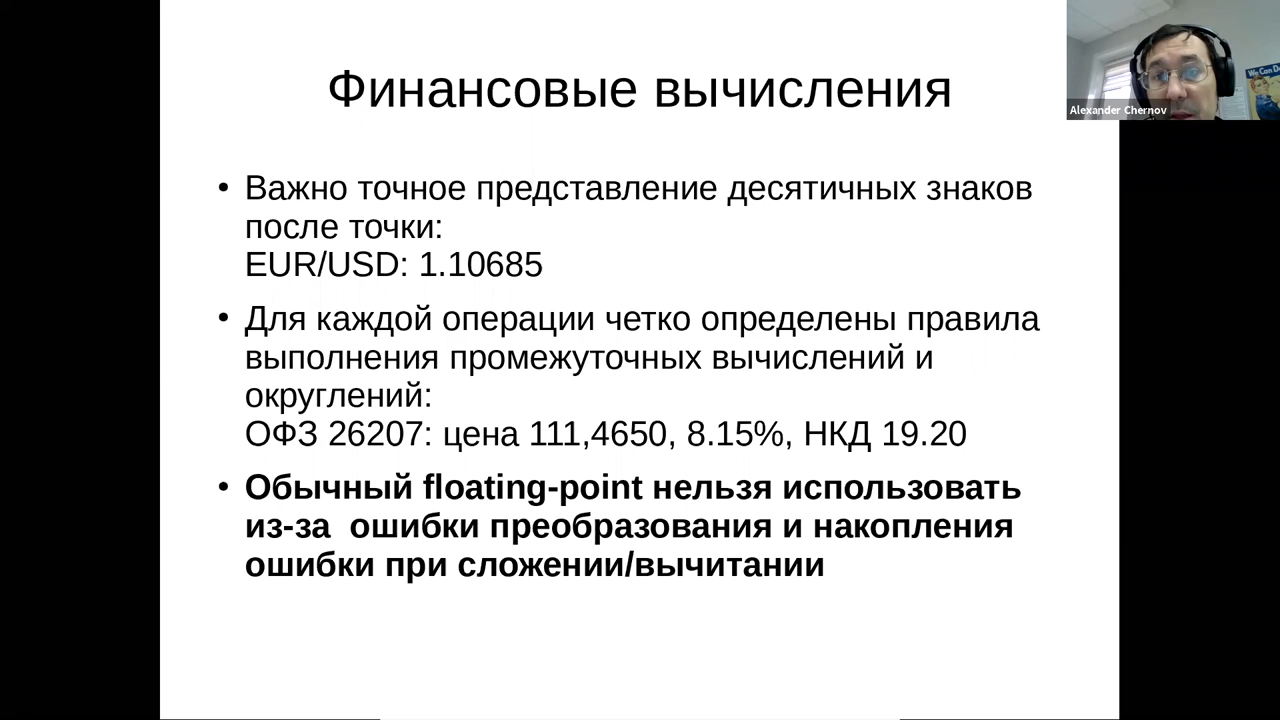 Финансовые вычисления
We Can D
Alexander Chernov
• Важно точное представление десятичных знаков
после точки:
EUR/USD: 1.10685
• Для каждой операции четко определены правила
выполнения промежуточных вычислений и
округлений:
ОФЗ 26207: цена 111,4650, 8.15%, НКД 19.20
• Обычный floating-point нельзя использовать
из-за  ошибки преобразования и накопления
ошибки при сложении/вычитании